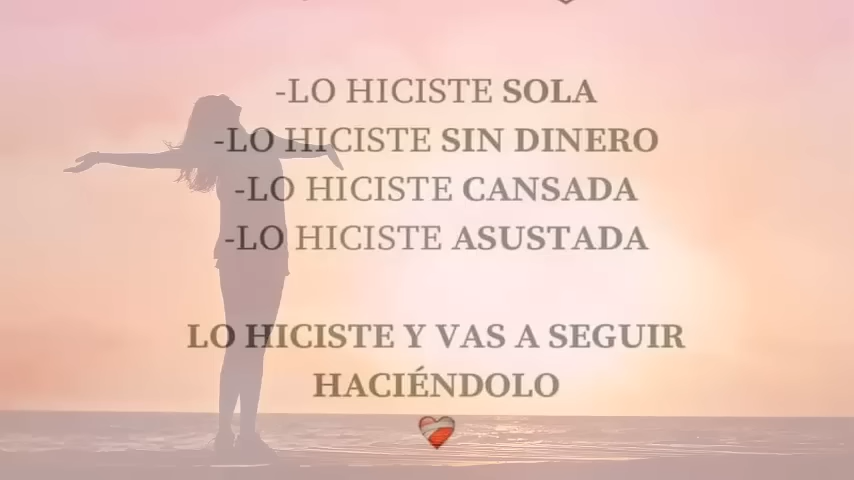 -LO HICISTE SOLA
-LO HICISTE SIN DINERO
-LO HICISTE CANSADA
-LO HICISTE ASUSTADA
LO HICISTE Y VAS A SEGUIR
HACIÉNDOLO